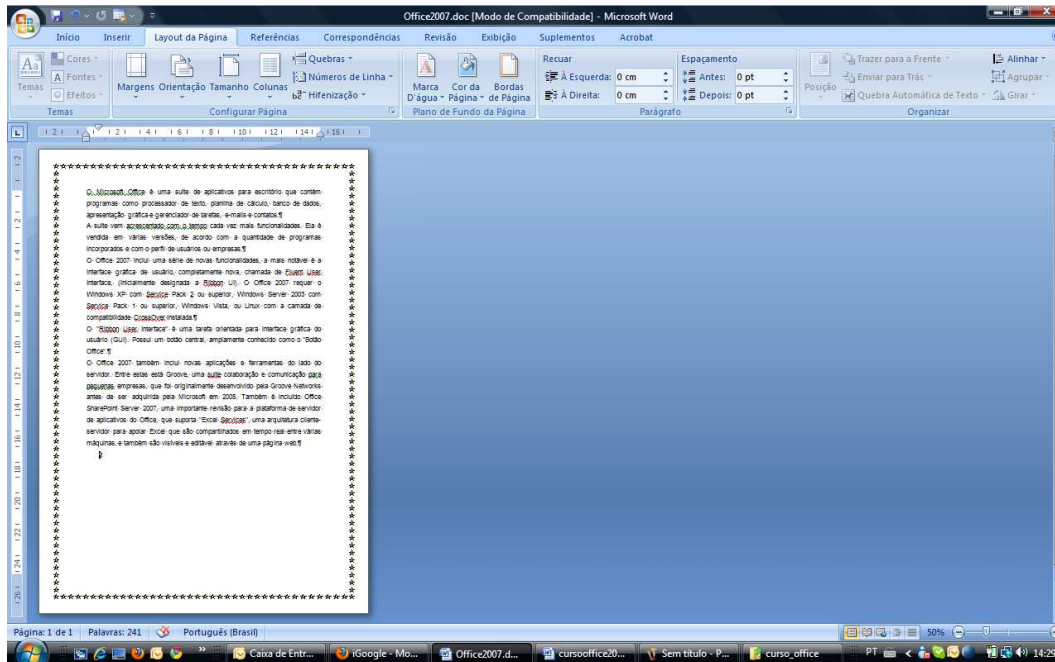 Office2007.doc [Modo de Compatibilidade] - Microsoft Word
Início Inserir Layout da Página Referências Correspondências Revisão Exibição Suplementos Acrobat
Aa Temas
Cores
A Fontes
Efeitos
Temas
Margens Orientação Tamanho Colunas
Quebras
Números de Linha
Hifenização
Configurar Página
Marca D'água Cor da Página Bordas de Página
Plano de Fundo da Página
Recuar
À Esquerda: 0 cm
À Direita: 0 cm
Espaçamento
Antes: 0 pt
Depois: 0 pt
Parágrafo
Posição
Trazer para a Frente
Enviar para Trás
Quebra Automática de Texto
Alinhar
Agrupar
Girar
Organizar
O Microsoft Office é uma suíte de aplicativos para escritório que contém
programas como processador de texto, planilha de cálculo, banco de dados,
apresentação gráfica e gerenciador de tarefas, e-mails e contatos.¶
A suíte vem acrescentado com o tempo cada vez mais funcionalidades. Ela é
vendida em várias versões, de acordo com a quantidade de programas
incorporados e com o perfil de usuários ou empresas.¶
O Office 2007 inclui uma série de novas funcionalidades, a mais notável é a
interface gráfica de usuário, completamente nova, chamada de Fluent User
Interface, (inicialmente designada a Ribbon UI). O Office 2007 requer o
Windows XP com Service Pack 2 ou superior, Windows Server 2003 com
Service Pack 1 ou superior, Windows Vista, ou Linux com a camada de
compatibilidade CrossOver instalada.¶
O "Ribbon User Interface" é uma tarefa orientada para interface gráfica do
usuário (GUI). Possui um botão central, amplamente conhecido como o "Botão
Office".¶
O Office 2007 também inclui novas aplicações e ferramentas do lado do
servidor. Entre estas está Groove, uma suíte colaboração e comunicação para
pequenas empresas, que foi originalmente desenvolvido pela Groove Networks
antes de ser adquirida pela Microsoft em 2005. Também é incluído Office
SharePoint Server 2007, uma importante revisão para a plataforma de servidor
de aplicativos do Office, que suporta "Excel Services", uma arquitetura cliente-
servidor para apoiar Excel que são compartilhados em tempo real entre várias
máquinas, e também são visíveis e editável através de uma página web.¶
Página: 1 de 1 Palavras: 241 Português (Brasil) 50%
Caixa de Entr... iGoogle - Mo... Office2007.d... cursooffice20... Sem título - P... curso_office PT 14:29